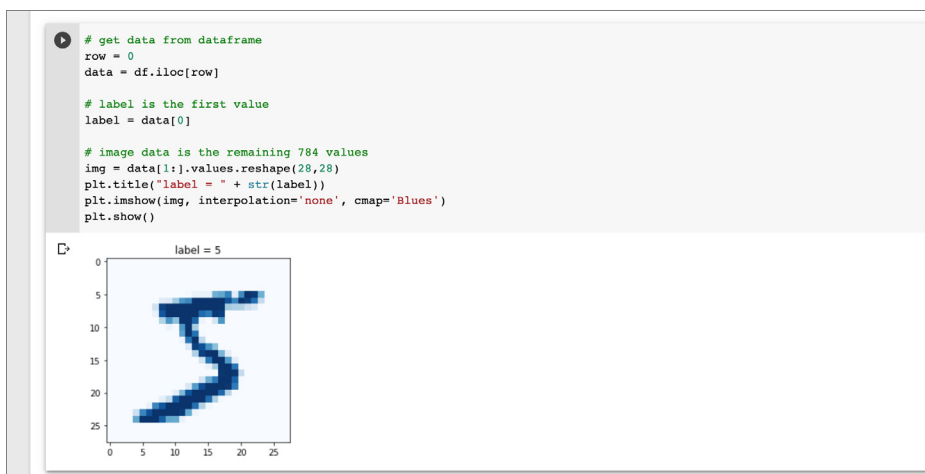 # get data from dataframe
row = 0
data = df.iloc[row]
# label is the first value
label = data[0]
# image data is the remaining 784 values
img = data[1:].values.reshape(28,28)
plt.title("label = " + str(label))
plt.imshow(img, interpolation='none', cmap='Blues')
plt.show()
label = 5
0
5
10
15
20
25
0 5 10 15 20 25